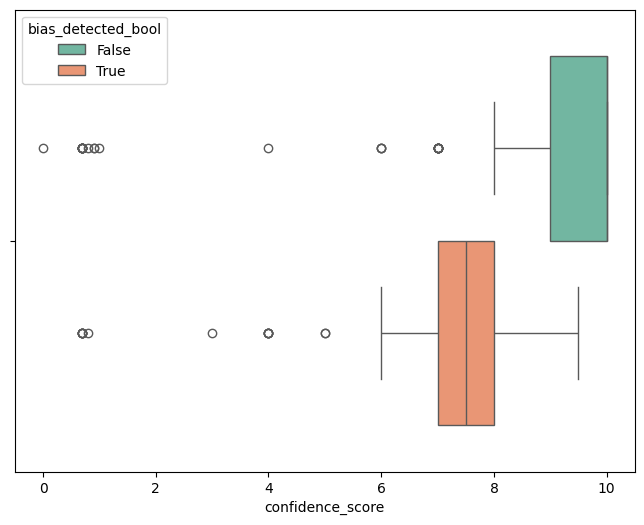 bias_detected_bool
False
True
0 2 4 6 8 10
confidence_score